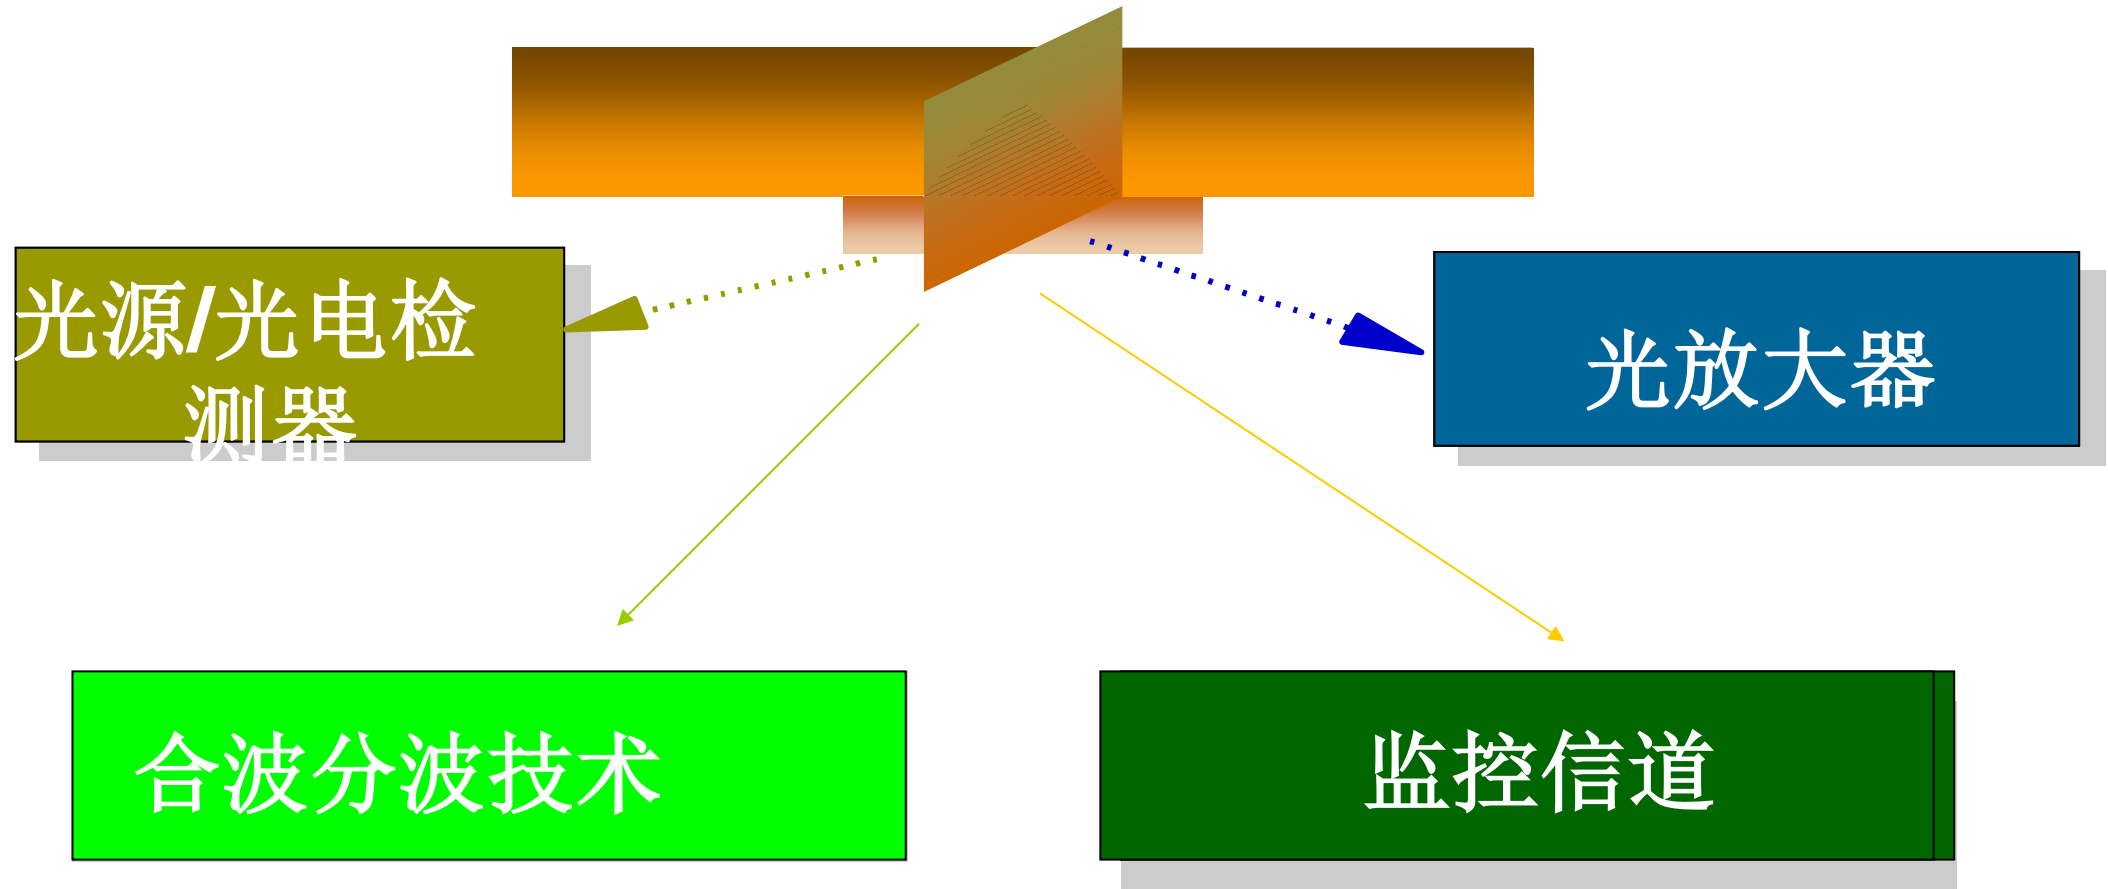 光源/光电检
测器
光放大器
合波分波技术
监控信道